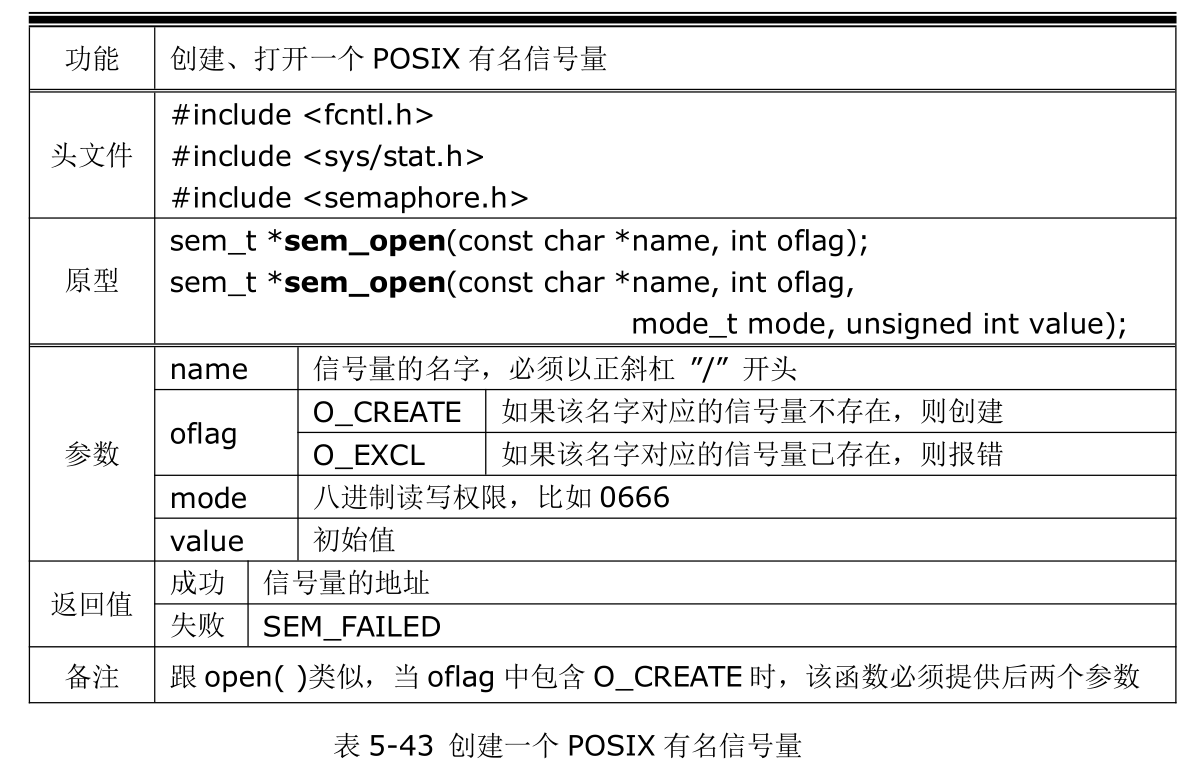 功能 创建、打开一个 POSIX 有名信号量
头文件 #include <fcntl.h>
#include <sys/stat.h>
#include <semaphore.h>
原型 sem_t *sem_open(const char *name, int oflag);
sem_t *sem_open(const char *name, int oflag,
mode_t mode, unsigned int value);
参数 name 信号量的名字，必须以正斜杠 ”/” 开头
oflag O_CREATE 如果该名字对应的信号量不存在，则创建
O_EXCL 如果该名字对应的信号量已存在，则报错
mode 八进制读写权限，比如 0666
value 初始值
返回值 成功 信号量的地址
失败 SEM_FAILED
备注 跟 open( )类似，当 oflag 中包含 O_CREATE 时，该函数必须提供后两个参数
表 5-43 创建一个 POSIX 有名信号量